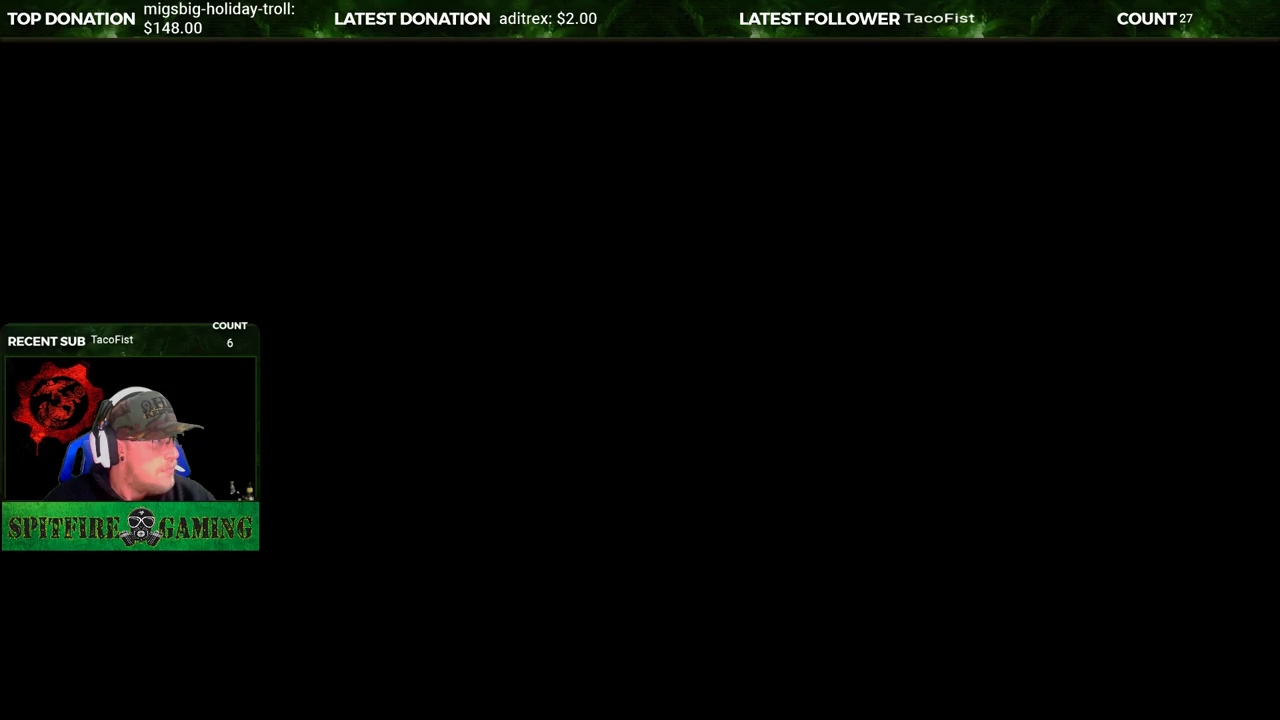 TOP DONATION
migsbig-holiday-troll:
$148.00
LATEST DONATION aditrex: $2.00
LATEST FOLLOWER TacoFist
COUNT 27
COUNT
RECENT SUB TacoFist
6
SPITFIRE GAMING